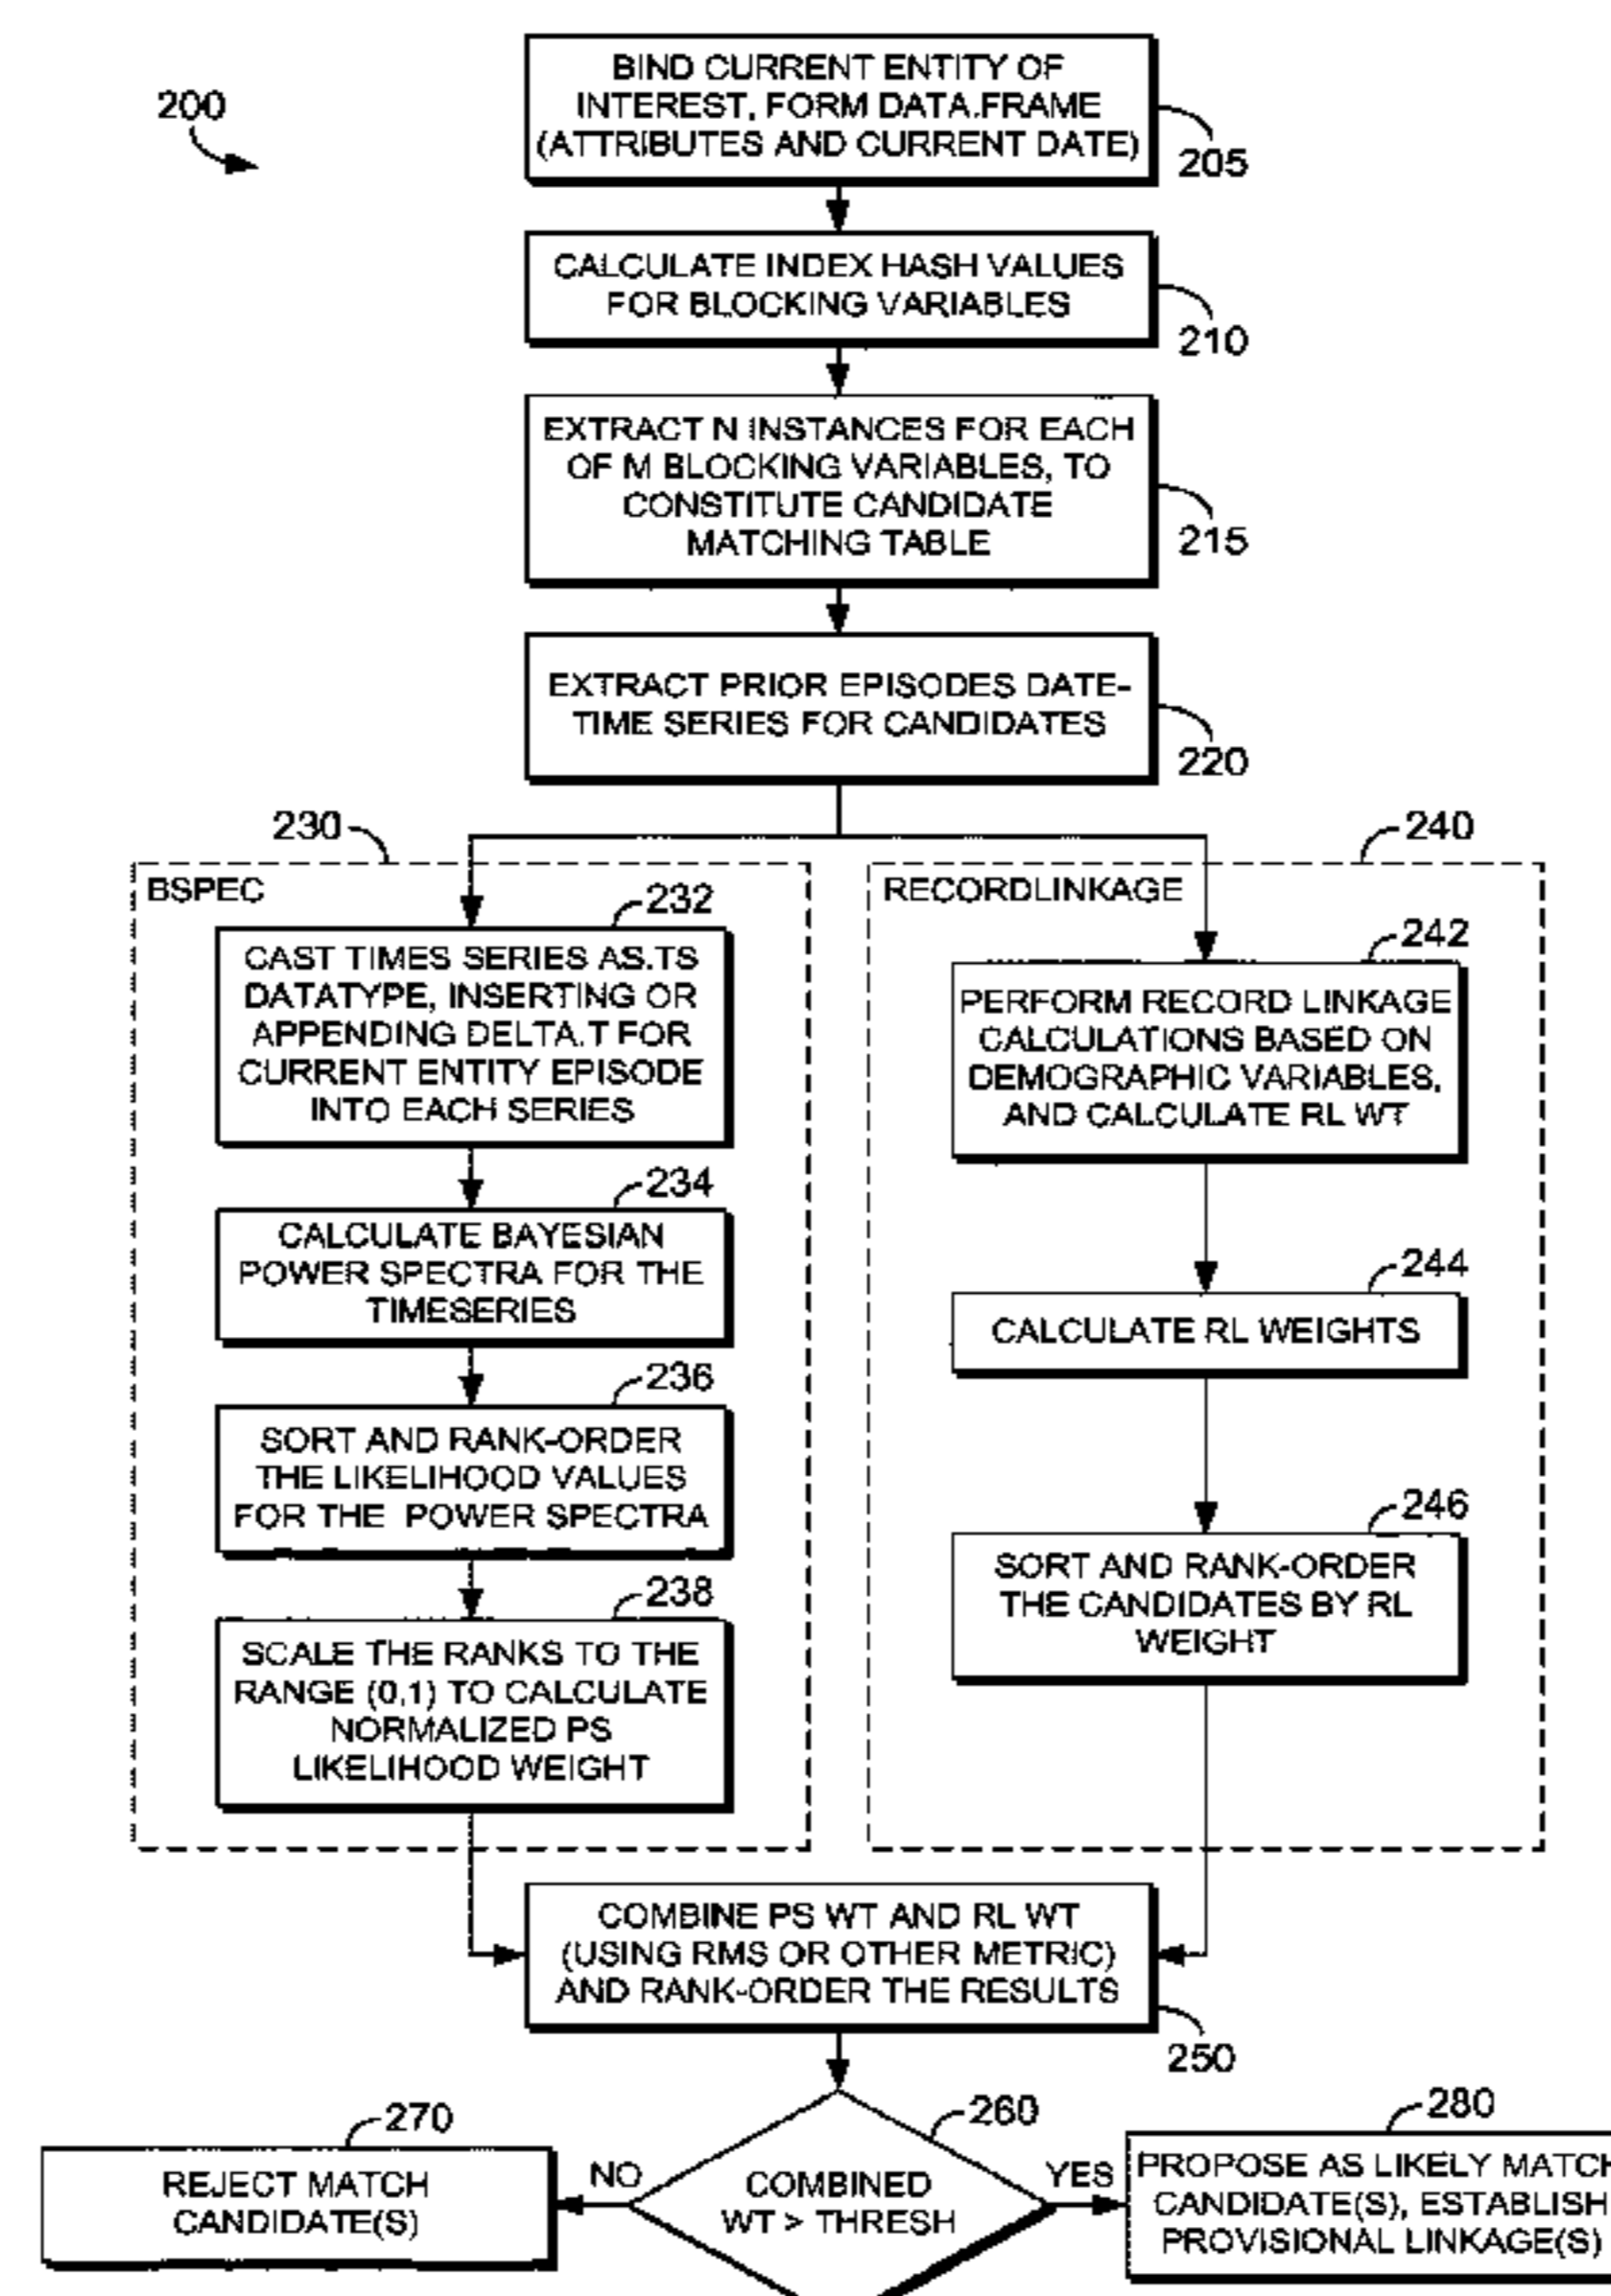 200
BIND CURRENT ENTITY OF
INTEREST, FORM DATA.FRAME
(ATTRIBUTES AND CURRENT DATE)
205
CALCULATE INDEX HASH VALUES
FOR BLOCKING VARIABLES
210
EXTRACT N INSTANCES FOR EACH
OF M BLOCKING VARIABLES, TO
CONSTITUTE CANDIDATE
MATCHING TABLE
215
EXTRACT PRIOR EPISODES DATE-
TIME SERIES FOR CANDIDATES
220
230
BSPEC
232
CAST TIMES SERIES AS.TS
DATATYPE, INSERTING OR
APPENDING DELTA.T FOR
CURRENT ENTITY EPISODE
INTO EACH SERIES
234
CALCULATE BAYESIAN
POWER SPECTRA FOR THE
TIMESERIES
236
SORT AND RANK-ORDER
THE LIKELIHOOD VALUES
FOR THE POWER SPECTRA
238
SCALE THE RANKS TO THE
RANGE (0,1) TO CALCULATE
NORMALIZED PS
LIKELIHOOD WEIGHT
240
RECORDLINKAGE
242
PERFORM RECORD LINKAGE
CALCULATIONS BASED ON
DEMOGRAPHIC VARIABLES,
AND CALCULATE RL WT
244
CALCULATE RL WEIGHTS
246
SORT AND RANK-ORDER
THE CANDIDATES BY RL
WEIGHT
COMBINE PS WT AND RL WT
(USING RMS OR OTHER METRIC)
AND RANK-ORDER THE RESULTS
250
260
COMBINED
WT > THRESH
NO
270
REJECT MATCH
CANDIDATE(S)
YES
280
PROPOSE AS LIKELY MATCH
CANDIDATE(S), ESTABLISH
PROVISIONAL LINKAGE(S)